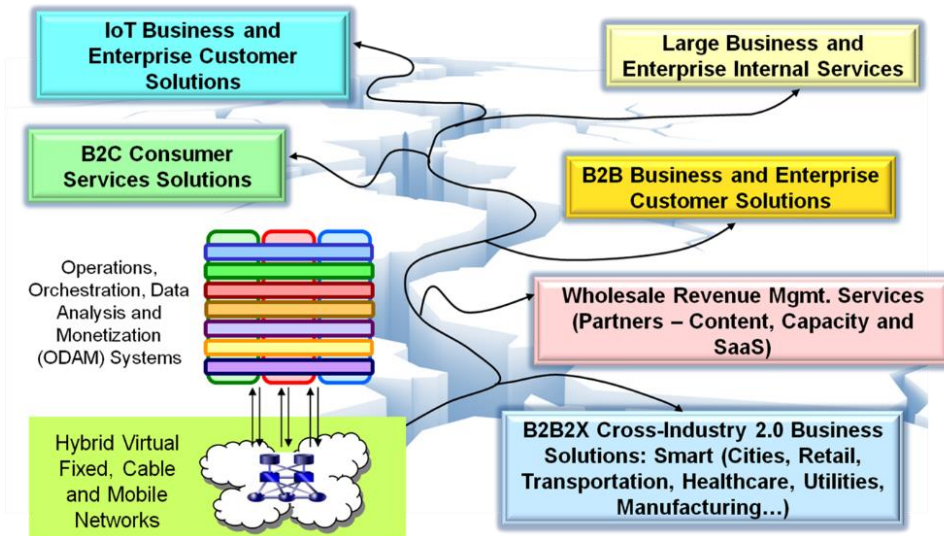 IoT Business and
Enterprise Customer
Solutions
Large Business and
Enterprise Internal Services
B2C Consumer
Services Solutions
B2B Business and Enterprise
Customer Solutions
Operations,
Orchestration, Data
Analysis and
Monetization
(ODAM) Systems
Wholesale Revenue Mgmt. Services
(Partners – Content, Capacity and
SaaS)
Hybrid Virtual
Fixed, Cable
and Mobile
Networks
B2B2X Cross-Industry 2.0 Business
Solutions: Smart (Cities, Retail,
Transportation, Healthcare, Utilities,
Manufacturing…)